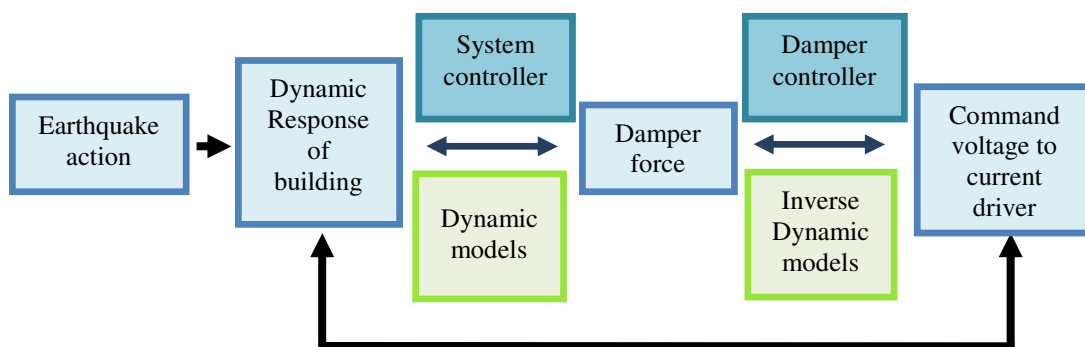 Earthquake
action
Dynamic
Response
of
building
System
controller
Dynamic
models
Damper
force
Damper
controller
Inverse
Dynamic
models
Command
voltage to
current
driver